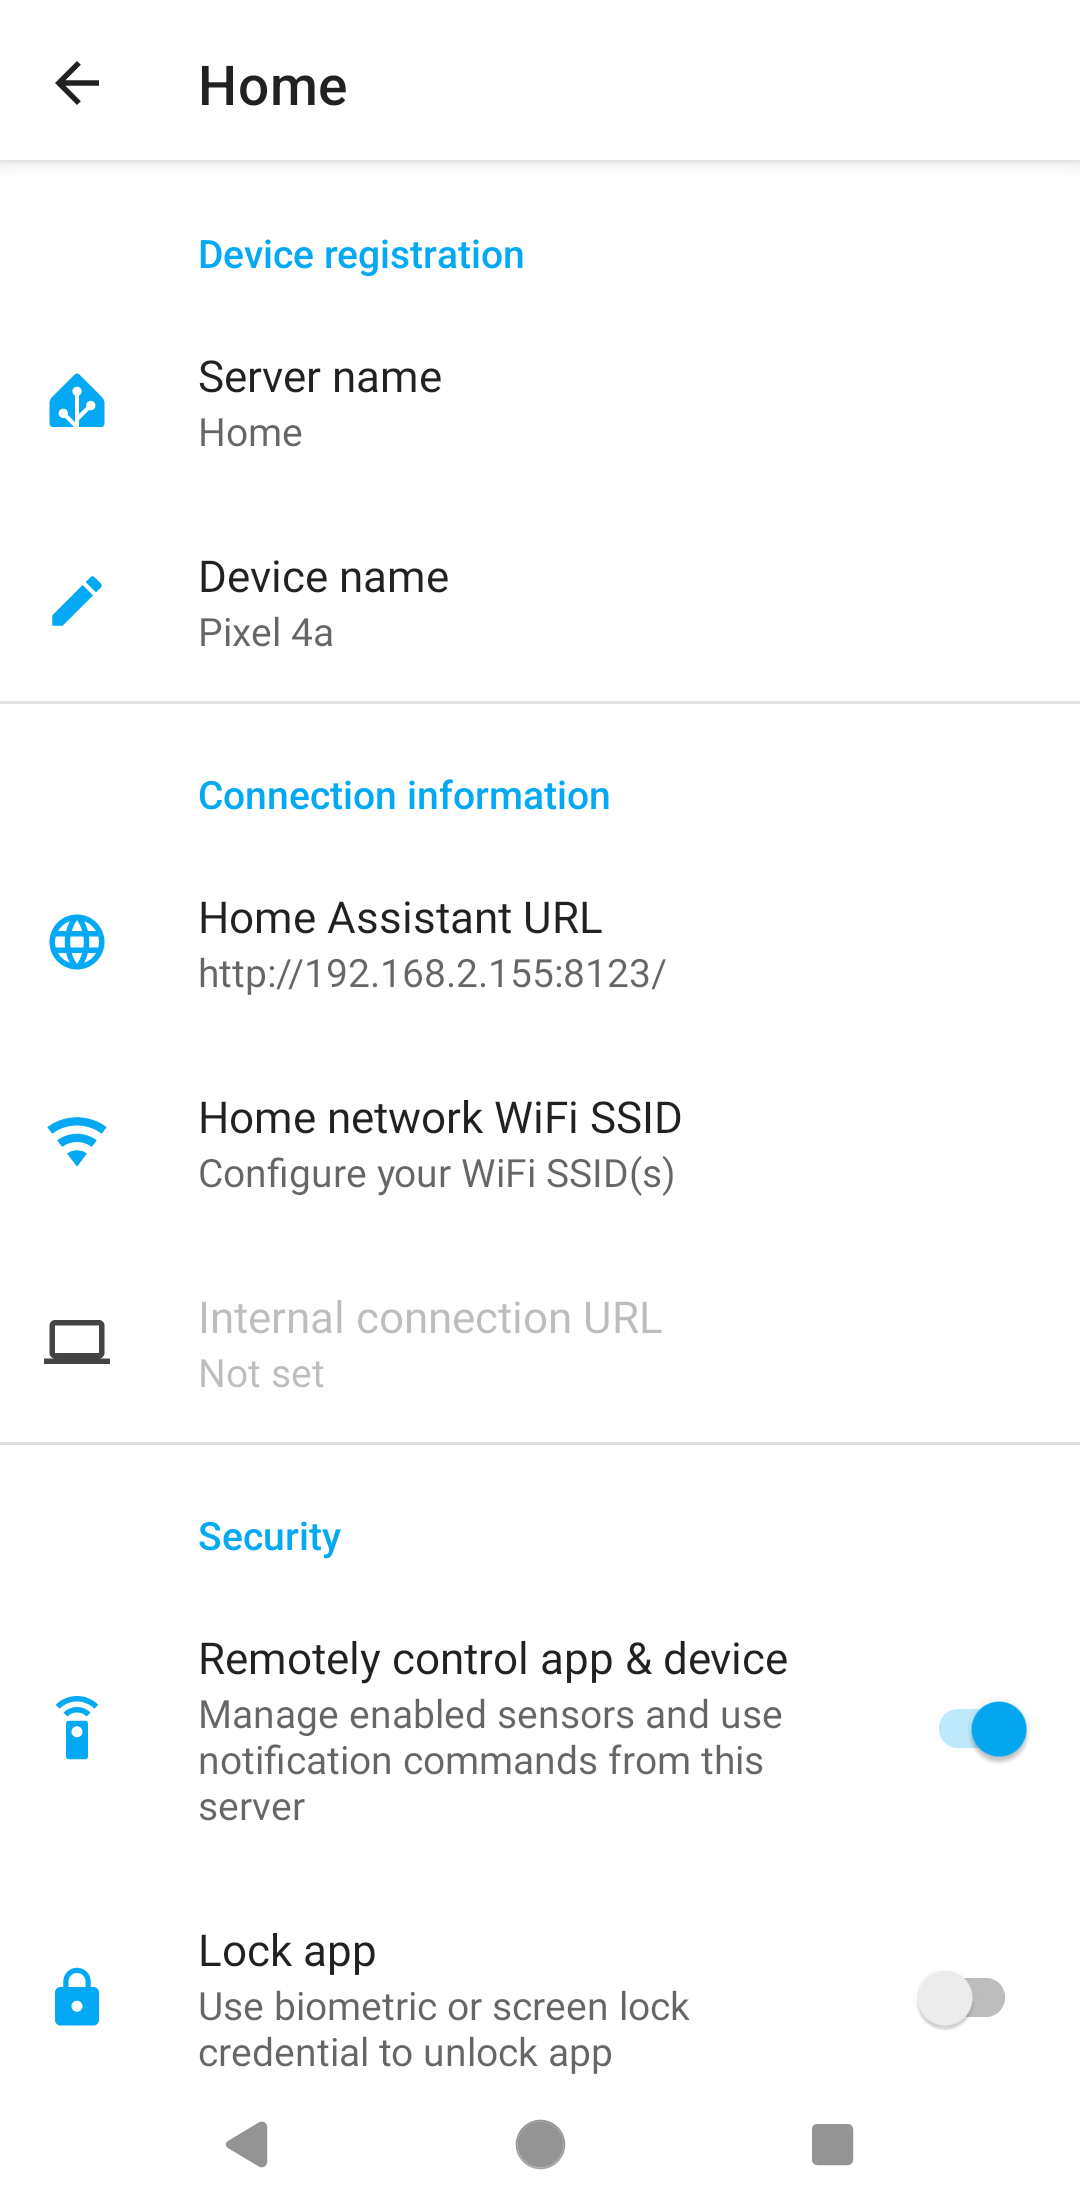 Home
Device registration
Server name
Home
Device name
Pixel 4a
Connection information
Home Assistant URL
http://192.168.2.155:8123/
Home network WiFi SSID
Configure your WiFi SSID(s)
Internal connection URL
Not set
Security
Remotely control app & device
Manage enabled sensors and use
notification commands from this
server
Lock app
Use biometric or screen lock
credential to unlock app